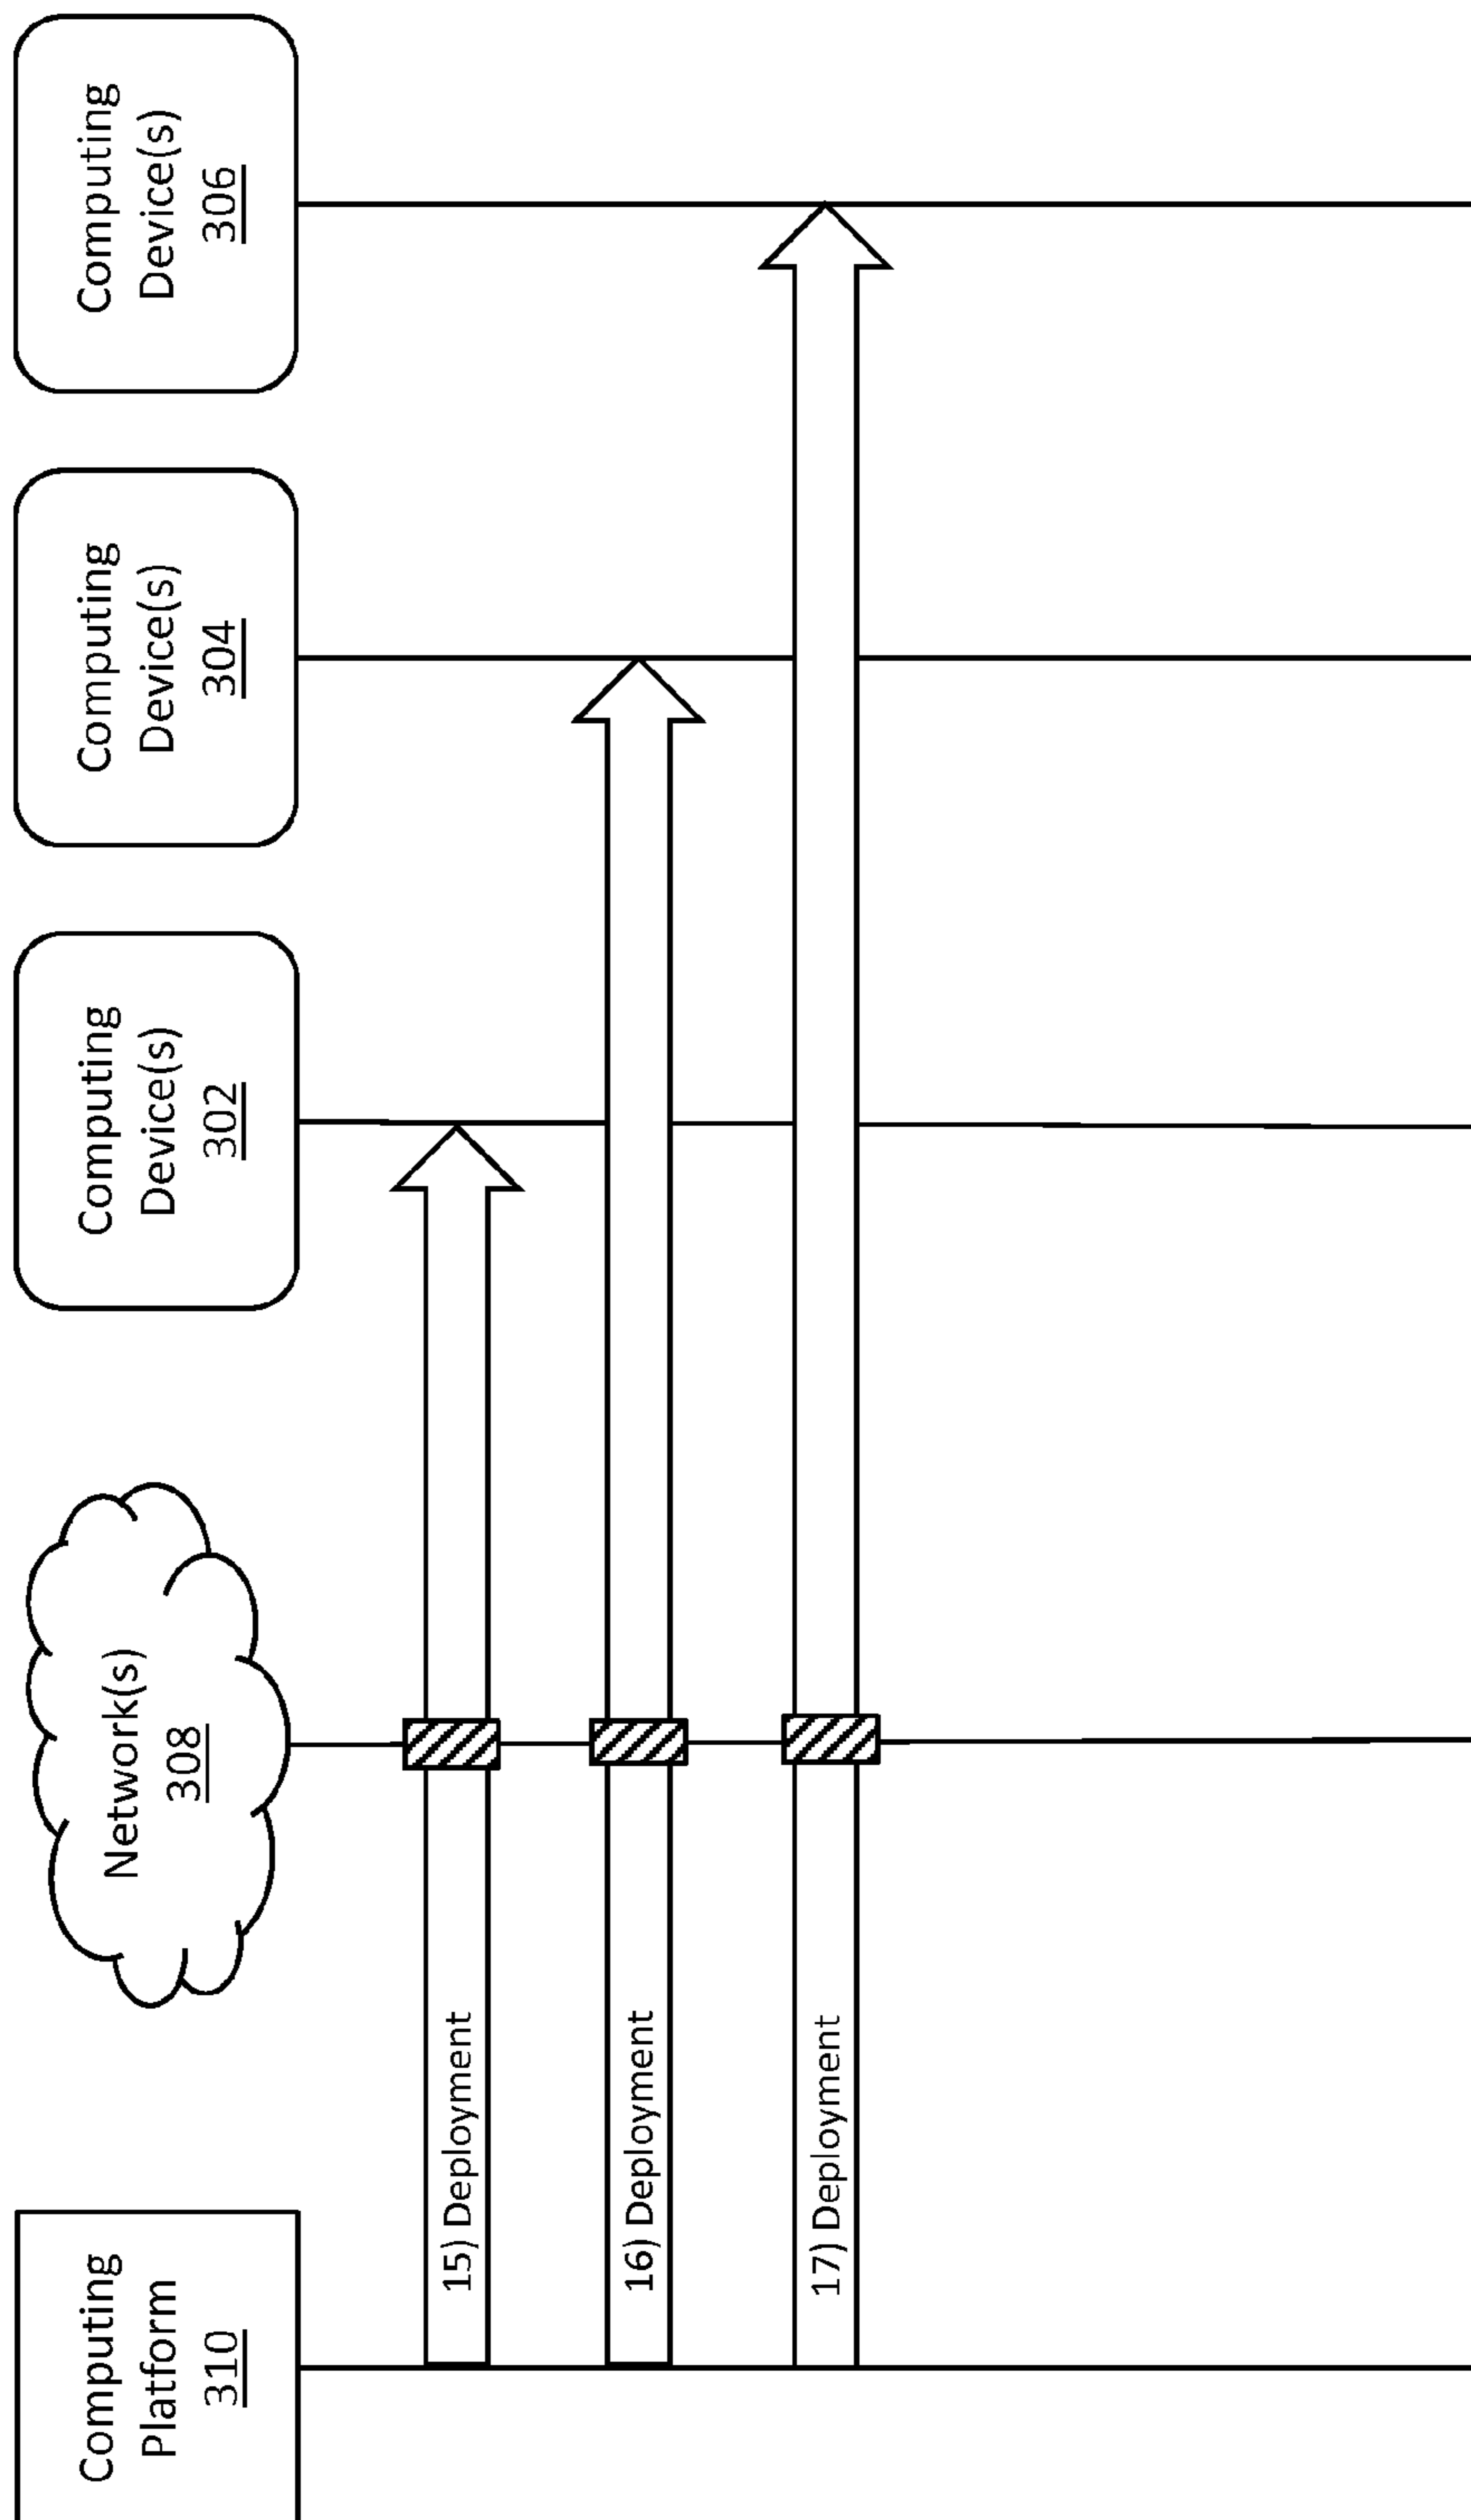 Computing
Platform
310
Network(s)
308
Computing
Device(s)
302
Computing
Device(s)
304
Computing
Device(s)
306
15) Deployment
16) Deployment
17) Deployment